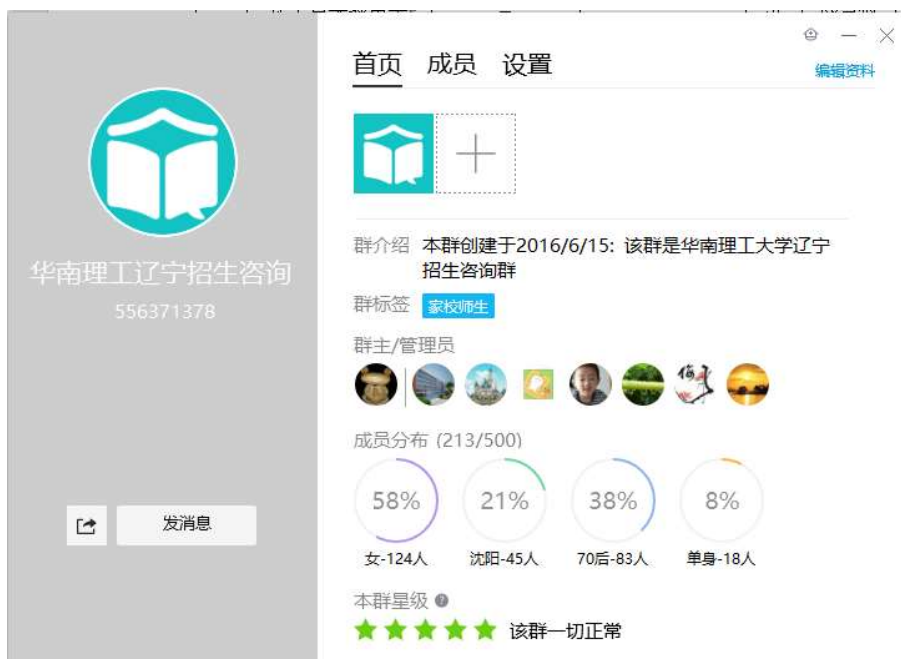 首页 成员 设置
编辑资料
华南理工辽宁招生咨询
556371378
发消息
群介绍 本群创建于2016/6/15: 该群是华南理工大学辽宁
招生咨询群
群标签 家校师生
群主/管理员
成员分布 (213/500)
58% 21% 38% 8%
女-124人 沈阳-45人 70后-83人 单身-18人
本群星级
该群一切正常